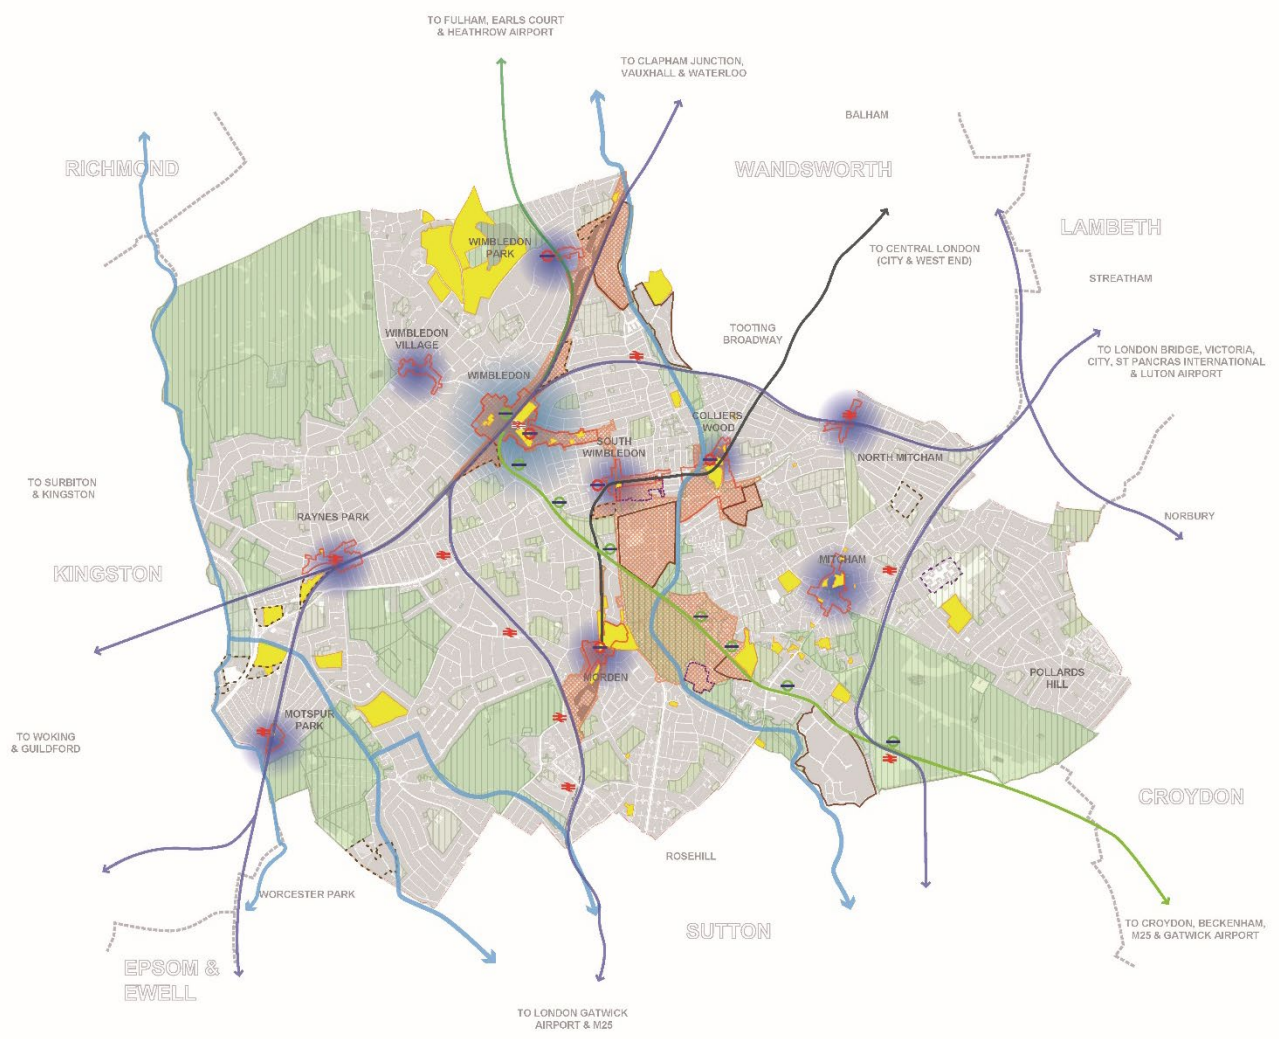 TO FULHAM, EARLS COURT
& HEATHROW AIRPORT
TO CLAPHAM JUNCTION,
VAUXHALL & WATERLOO
BALHAM
RICHMOND
WANDSWORTH
LAMBETH
WIMBLEDON
PARK
TO CENTRAL LONDON
(CITY & WEST END)
STREATHAM
TOOTING
BROADWAY
WIMBLEDON
VILLAGE
TO LONDON BRIDGE, VICTORIA,
CITY, ST PANCRAS INTERNATIONAL
& LUTON AIRPORT
WIMBLEDON
COLLIERS
WOOD
SOUTH
WIMBLEDON
NORTH MITCHAM
TO SURBITON
& KINGSTON
RAYNES PARK
NORBURY
KINGSTON
MITCHAM
MORDEN
POLLARDS
HILL
MOTSPUR
PARK
TO WOKING
& GUILDFORD
CROYDON
ROSEHILL
WORCESTER PARK
SUTTON
TO CROYDON, BECKENHAM,
M25 & GATWICK AIRPORT
EPSOM &
EWELL
TO LONDON GATWICK
AIRPORT & M25